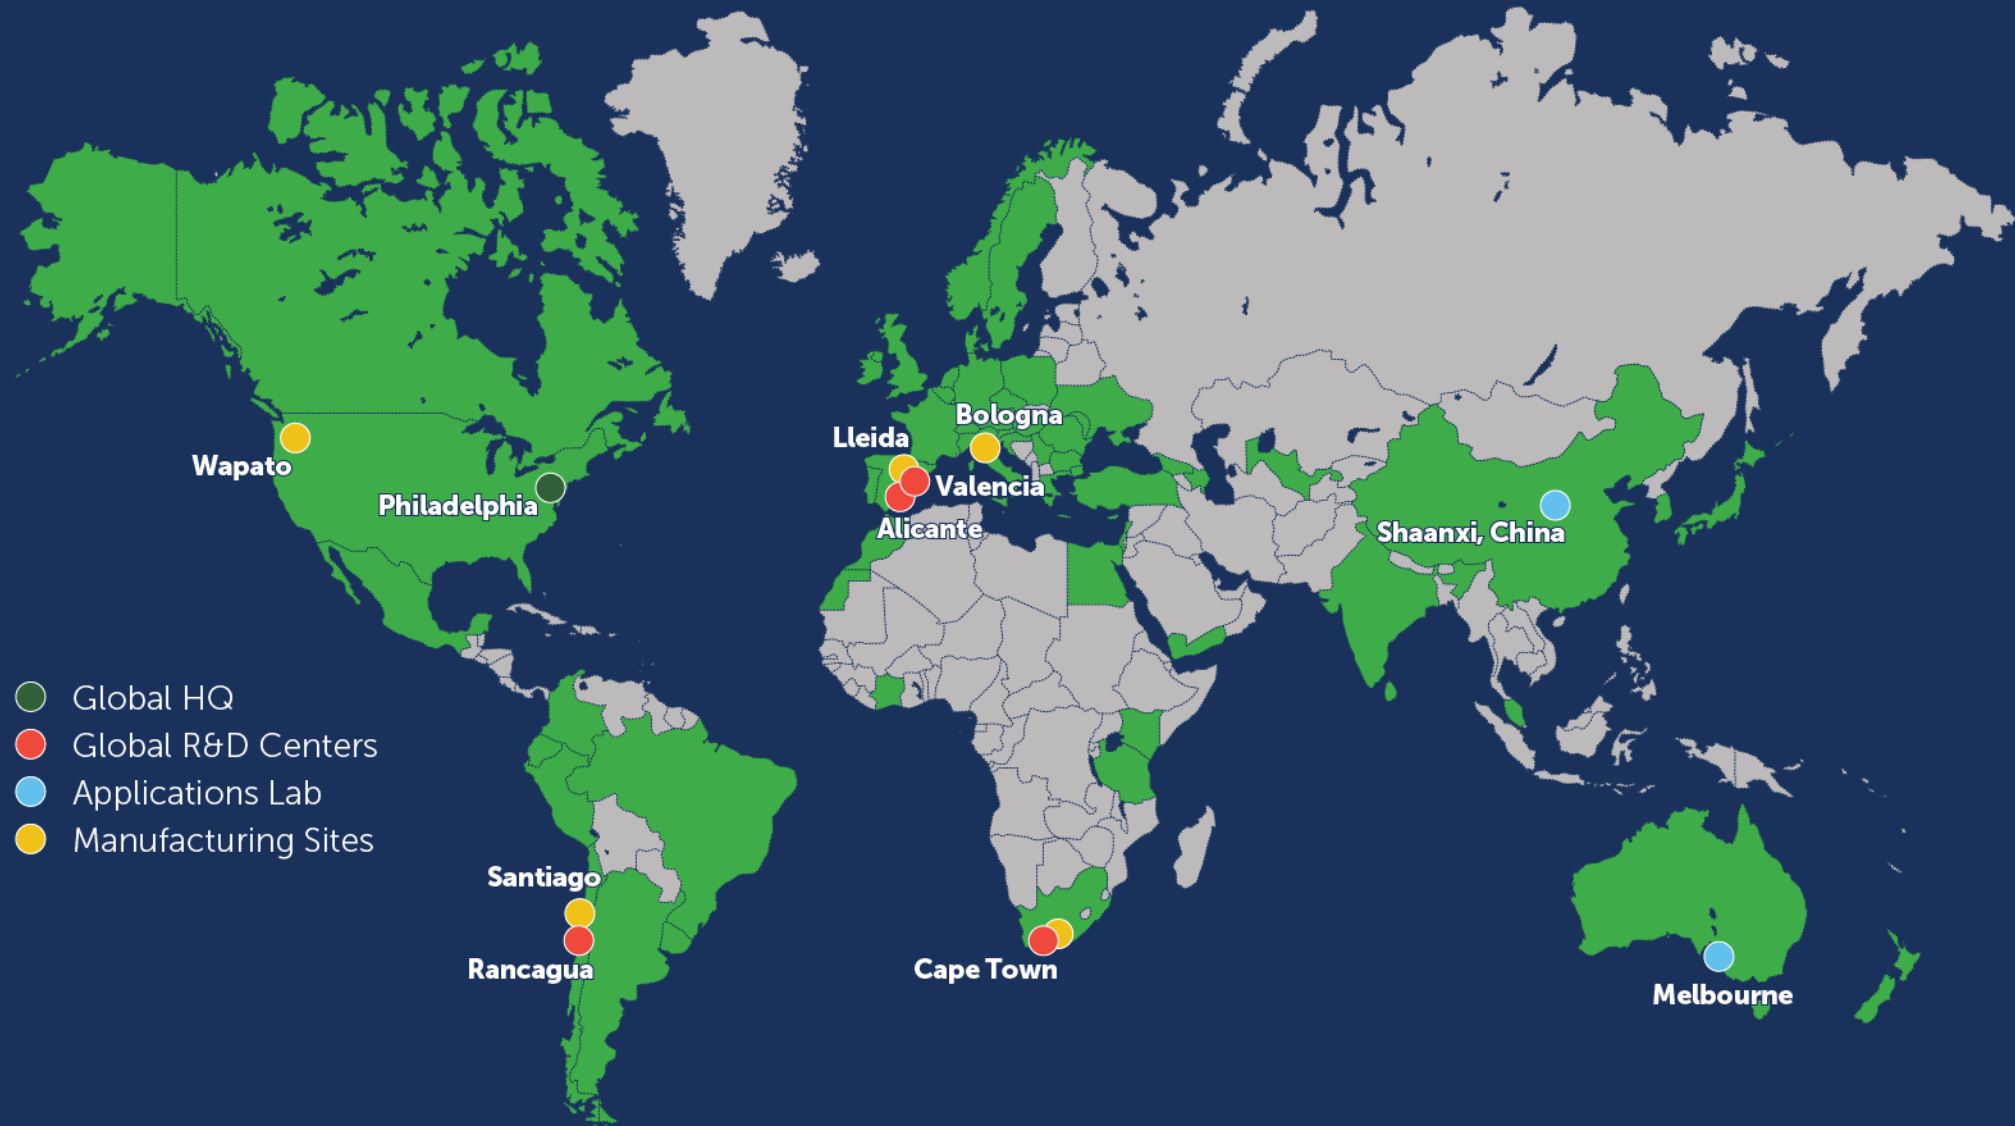 Bologna
Lleida
Wapato
Valencia
Philadelphia
Alicante
Shaanxi, China
Global HQ
Global R&D Centers
Applications Lab
Manufacturing Sites
Santiago
Rancagua
Cape Town
Melbourne